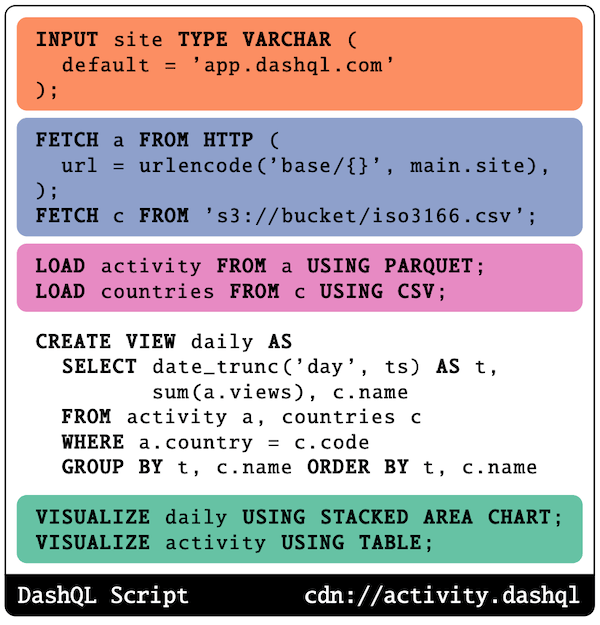 INPUT site TYPE VARCHAR (
  default = ’app.dashql.com’
);
FETCH a FROM HTTP (
  url = urlencode(’base/{}’, main.site),
);
FETCH c FROM ’s3://bucket/iso3166.csv’;
LOAD activity FROM a USING PARQUET;
LOAD countries FROM c USING CSV;
CREATE VIEW daily AS
  SELECT date_trunc(’day’, ts) AS t,
         sum(a.views), c.name
  FROM activity a, countries c
  WHERE a.country = c.code
  GROUP BY t, c.name ORDER BY t, c.name
VISUALIZE daily USING STACKED AREA CHART;
VISUALIZE activity USING TABLE;
DashQL Script cdn://activity.dashql